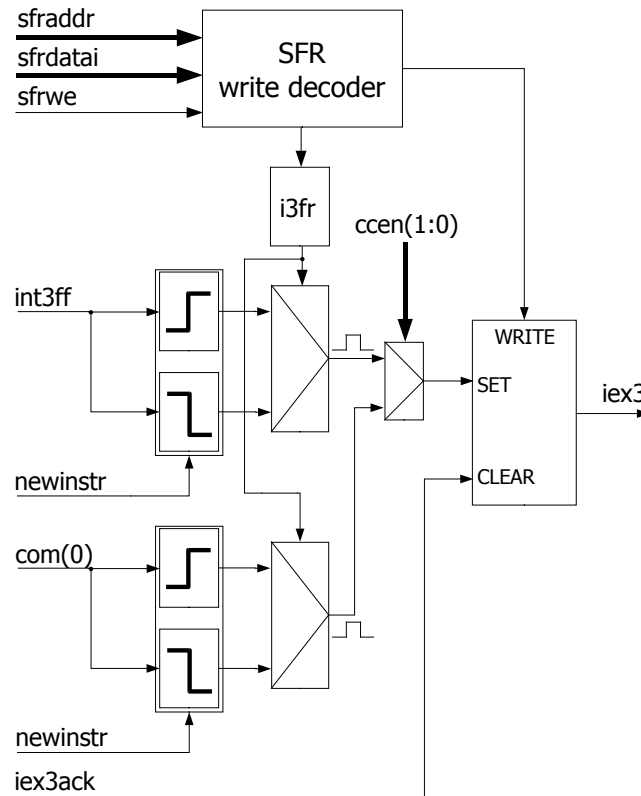 sfraddr
sfrdatai
sfrwe
SFR
write decoder
i3fr
ccen(1:0)
int3ff
WRITE
SET
iex3
CLEAR
newinstr
com(0)
newinstr
iex3ack